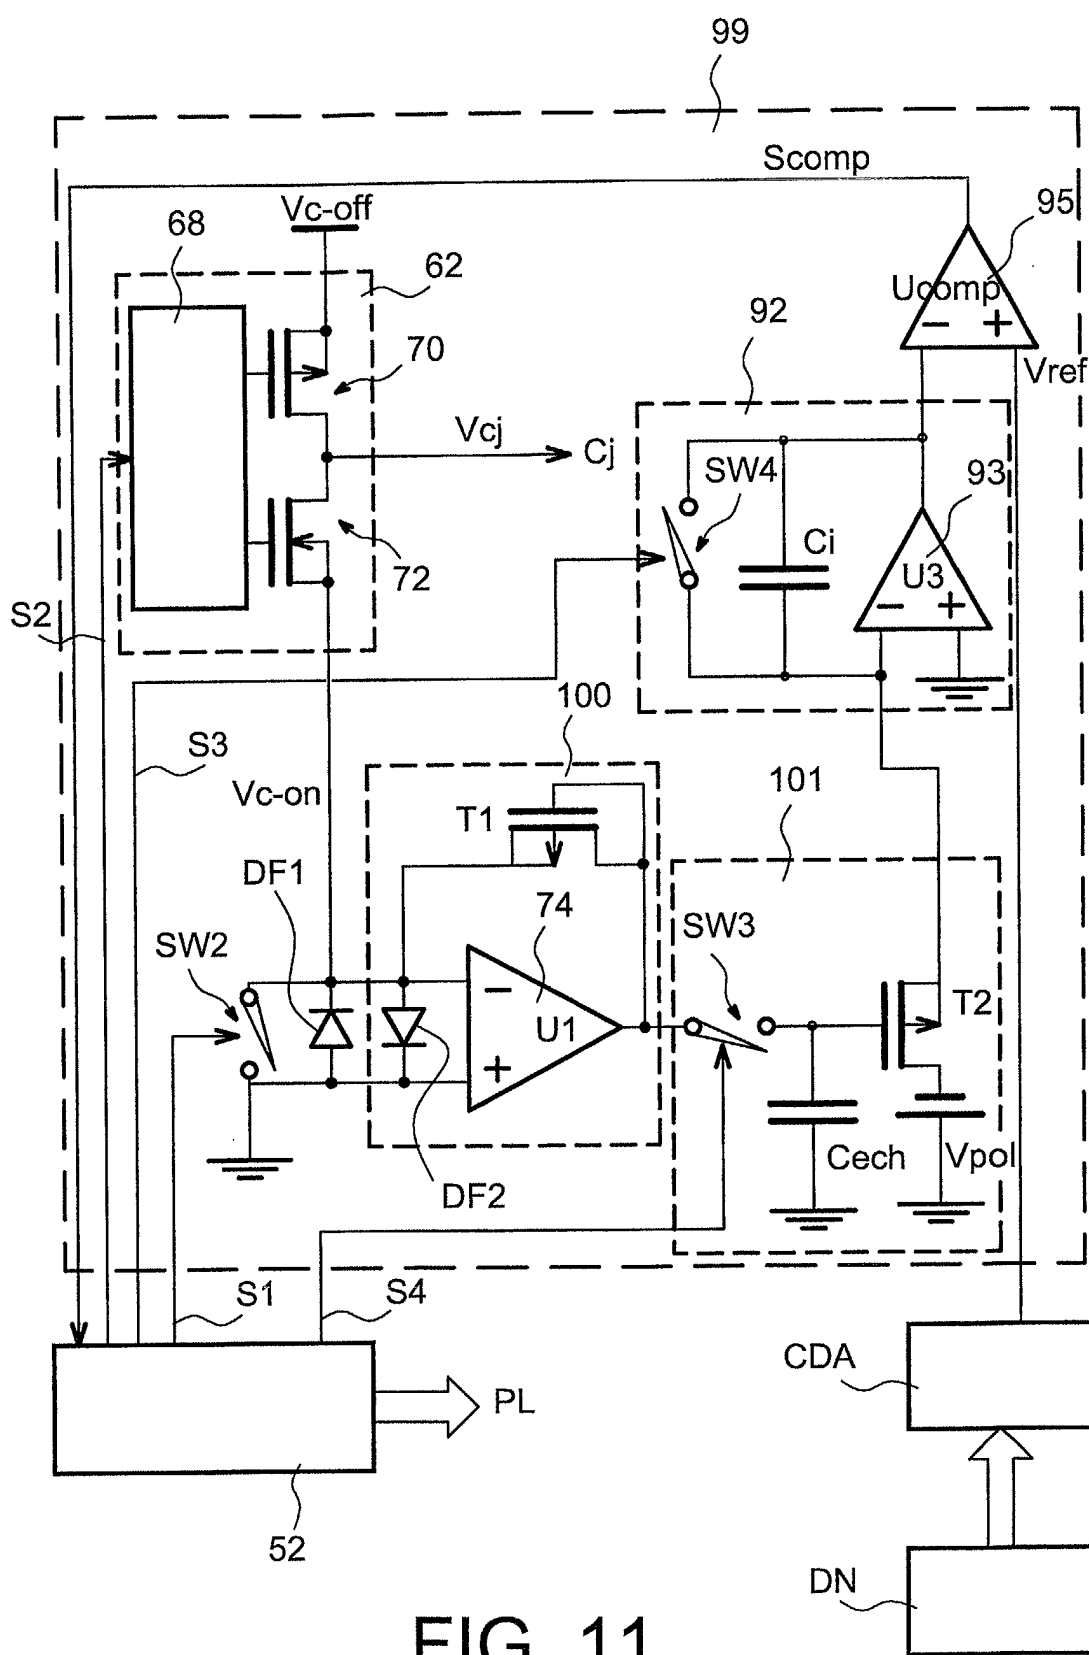 99
Scomp
Vc-off
95
68
62
Ucomp
- +
92
Vref
70
Vcj
Cj
SW4
93
Ci
U3
- +
72
S2
100
S3
Vc-on
101
T1
DF1
74
SW3
SW2
-
U1
+
T2
Cech
Vpol
DF2
S1
S4
CDA
PL
52
DN
FIG. 11